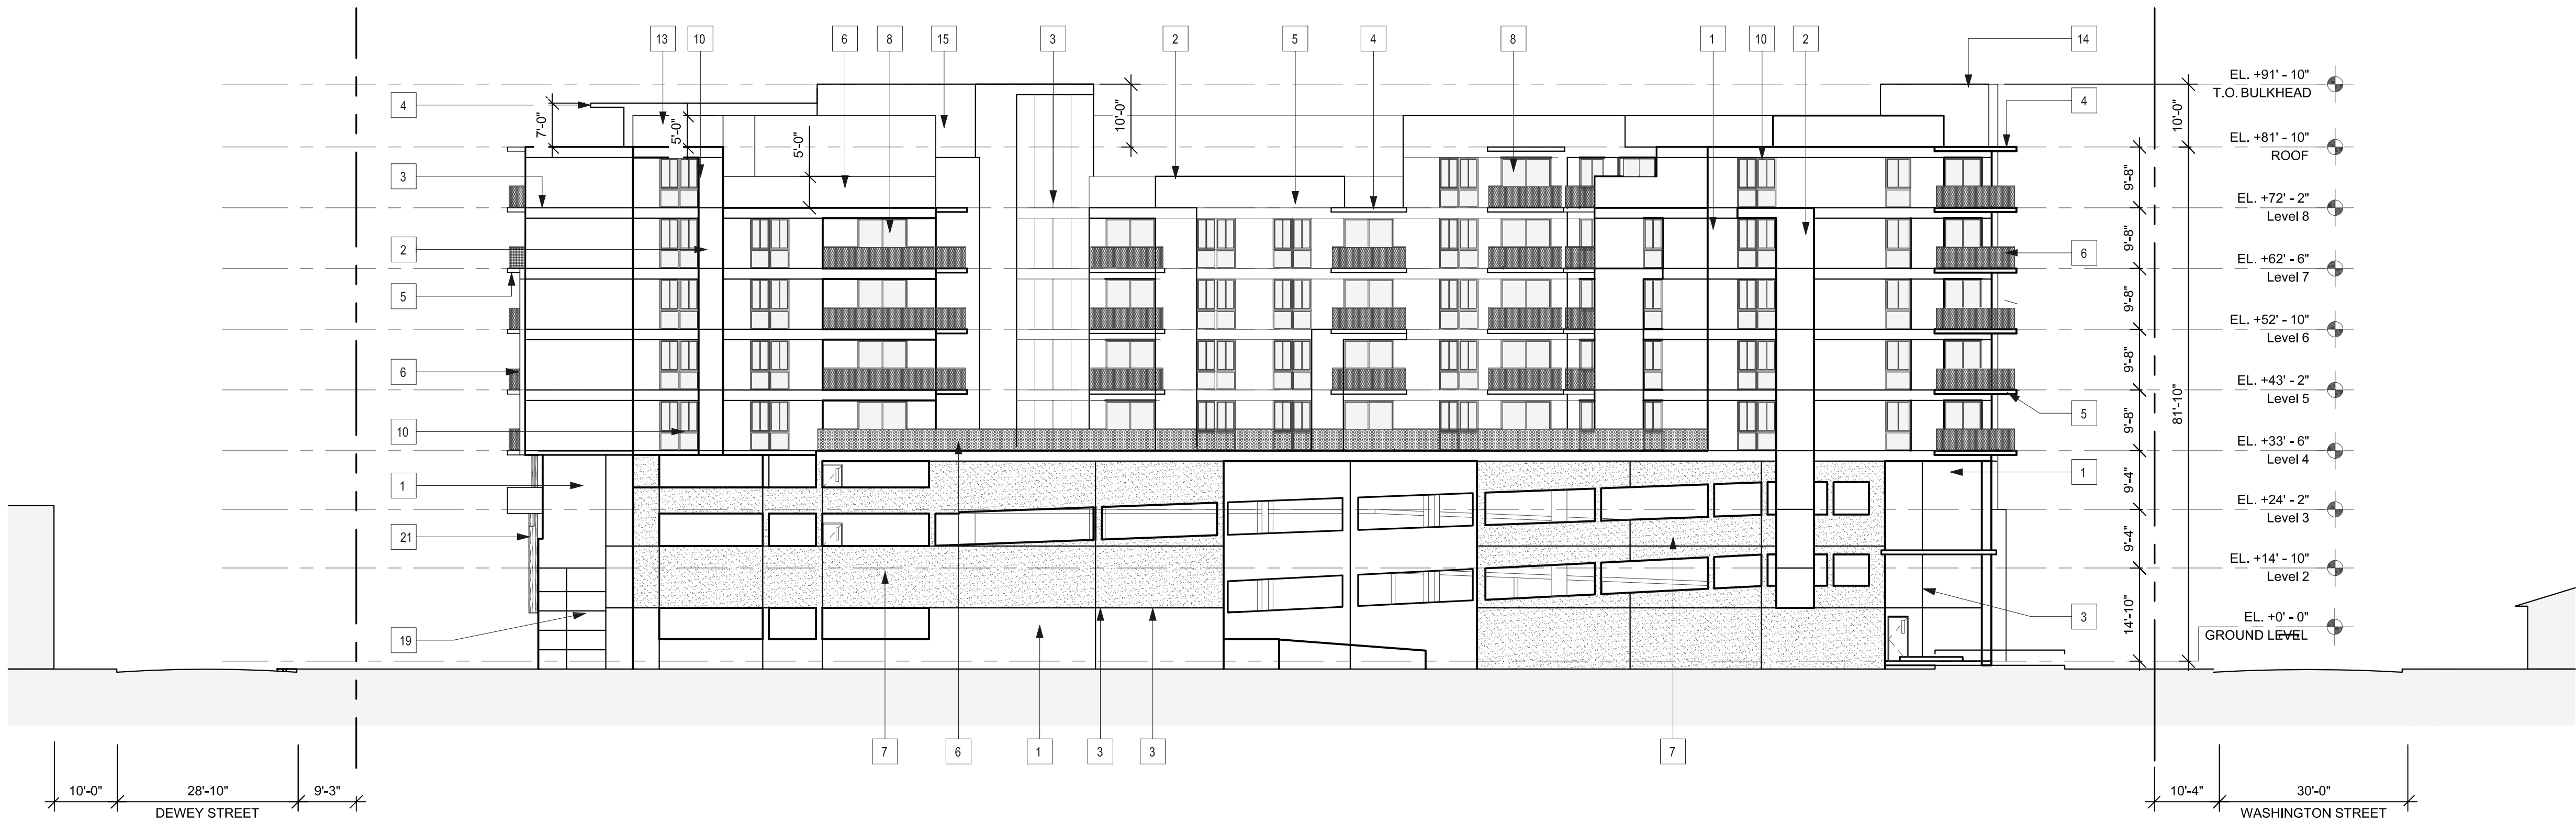 13
10
6
8
15
3
2
5
4
8
1
10
2
14
EL. +91' - 10"
T.O. BULKHEAD
4
4
7'-0"
5'-0"
5'-0"
10'-0"
10'-0"
EL. +81' - 10"
ROOF
3
9'-8"
EL. +72' - 2"
Level 8
2
9'-8"
6
EL. +62' - 6"
Level 7
5
9'-8"
EL. +52' - 10"
Level 6
6
9'-8"
81'-10"
EL. +43' - 2"
Level 5
10
9'-8"
5
EL. +33' - 6"
Level 4
1
9'-4"
1
EL. +24' - 2"
Level 3
21
9'-4"
EL. +14' - 10"
Level 2
19
14'-10"
3
EL. +0' - 0"
GROUND LEVEL
7
6
1
3
3
7
10'-0"
28'-10"
9'-3"
DEWEY STREET
10'-4"
30'-0"
WASHINGTON STREET